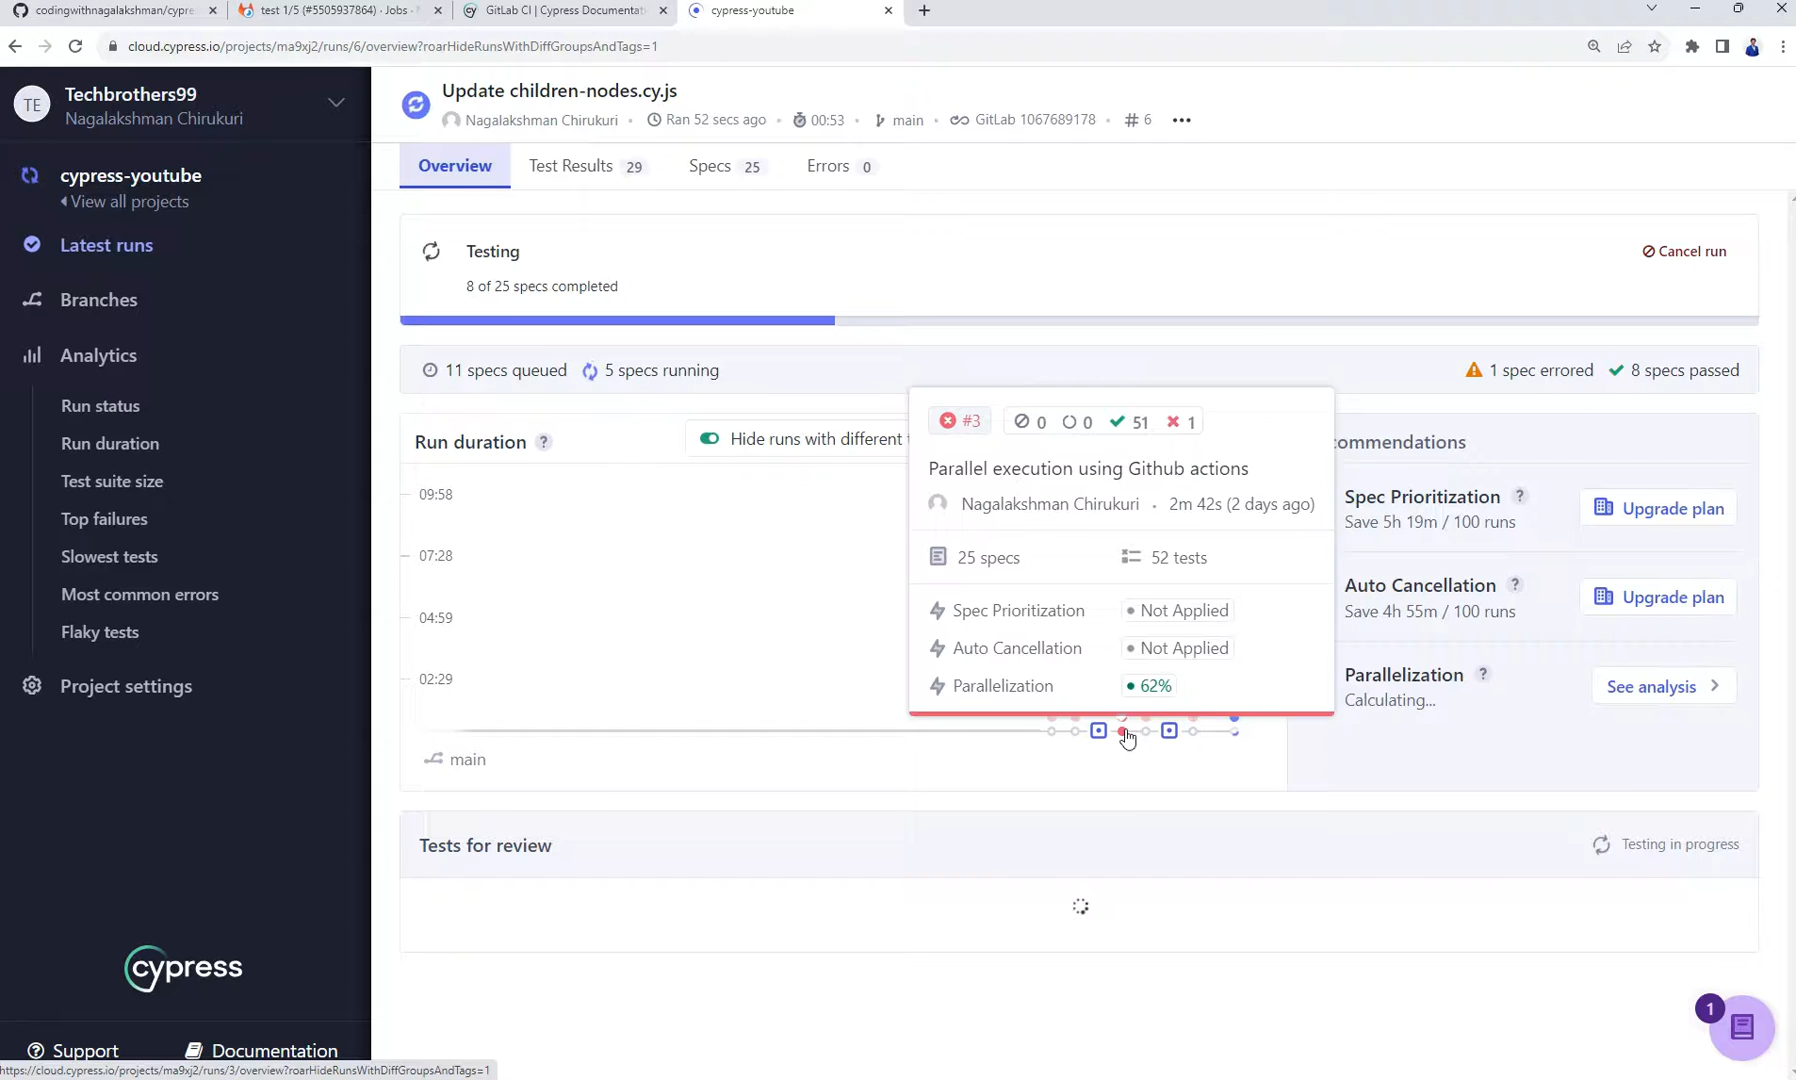 codingwithnagalakshman/cypre
test 1/5 (#5505937864) · Jobs ·
GitLab CI | Cypress Documentati
cypress-youtube
cloud.cypress.io/projects/ma9xj2/runs/6/overview?roarHideRunsWithDiffGroupsAndTags=1
TE
Techbrothers99
Nagalakshman Chirukuri
cypress-youtube
View all projects
Latest runs
Branches
Analytics
Run status
Run duration
Test suite size
Top failures
Slowest tests
Most common errors
Flaky tests
Project settings
cypress
Support
Documentation
https://cloud.cypress.io/projects/ma9xj2/runs/3/overview?roarHideRunsWithDiffGroupsAndTags=1
Update children-nodes.cy.js
Nagalakshman Chirukuri • Ran 52 secs ago • 00:53 • main • GitLab 1067689178 • # 6 •••
Overview
Test Results 29
Specs 25
Errors 0
Testing
Cancel run
8 of 25 specs completed
11 specs queued
5 specs running
1 spec errored
8 specs passed
Run duration ?
Hide runs with different
09:58
07:28
04:59
02:29
main
#3
0 0 51 1
Parallel execution using Github actions
Nagalakshman Chirukuri • 2m 42s (2 days ago)
25 specs
52 tests
Spec Prioritization • Not Applied
Auto Cancellation • Not Applied
Parallelization • 62%
commendations
Spec Prioritization ?
Save 5h 19m / 100 runs
Upgrade plan
Auto Cancellation ?
Save 4h 55m / 100 runs
Upgrade plan
Parallelization ?
Calculating...
See analysis
Tests for review
Testing in progress
1